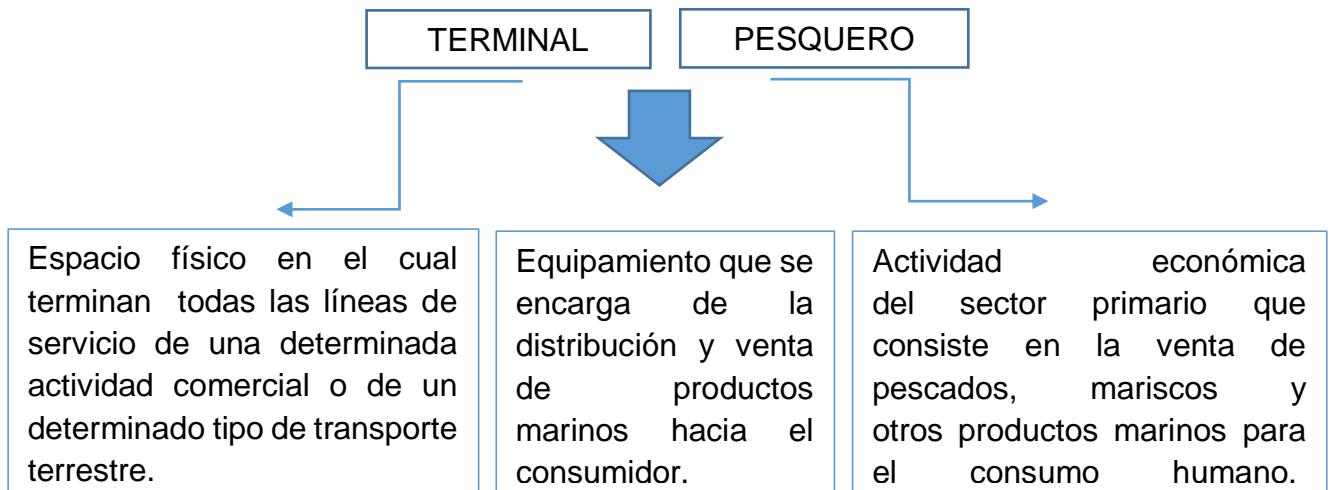 TERMINAL
PESQUERO
Espacio físico en el cual
terminan todas las líneas de
servicio de una determinada
actividad comercial o de un
determinado tipo de transporte
terrestre.
Equipamiento que se
encarga de la
distribución y venta
de productos
marinos hacia el
consumidor.
Actividad económica
del sector primario que
consiste en la venta de
pescados, mariscos y
otros productos marinos para
el consumo humano.